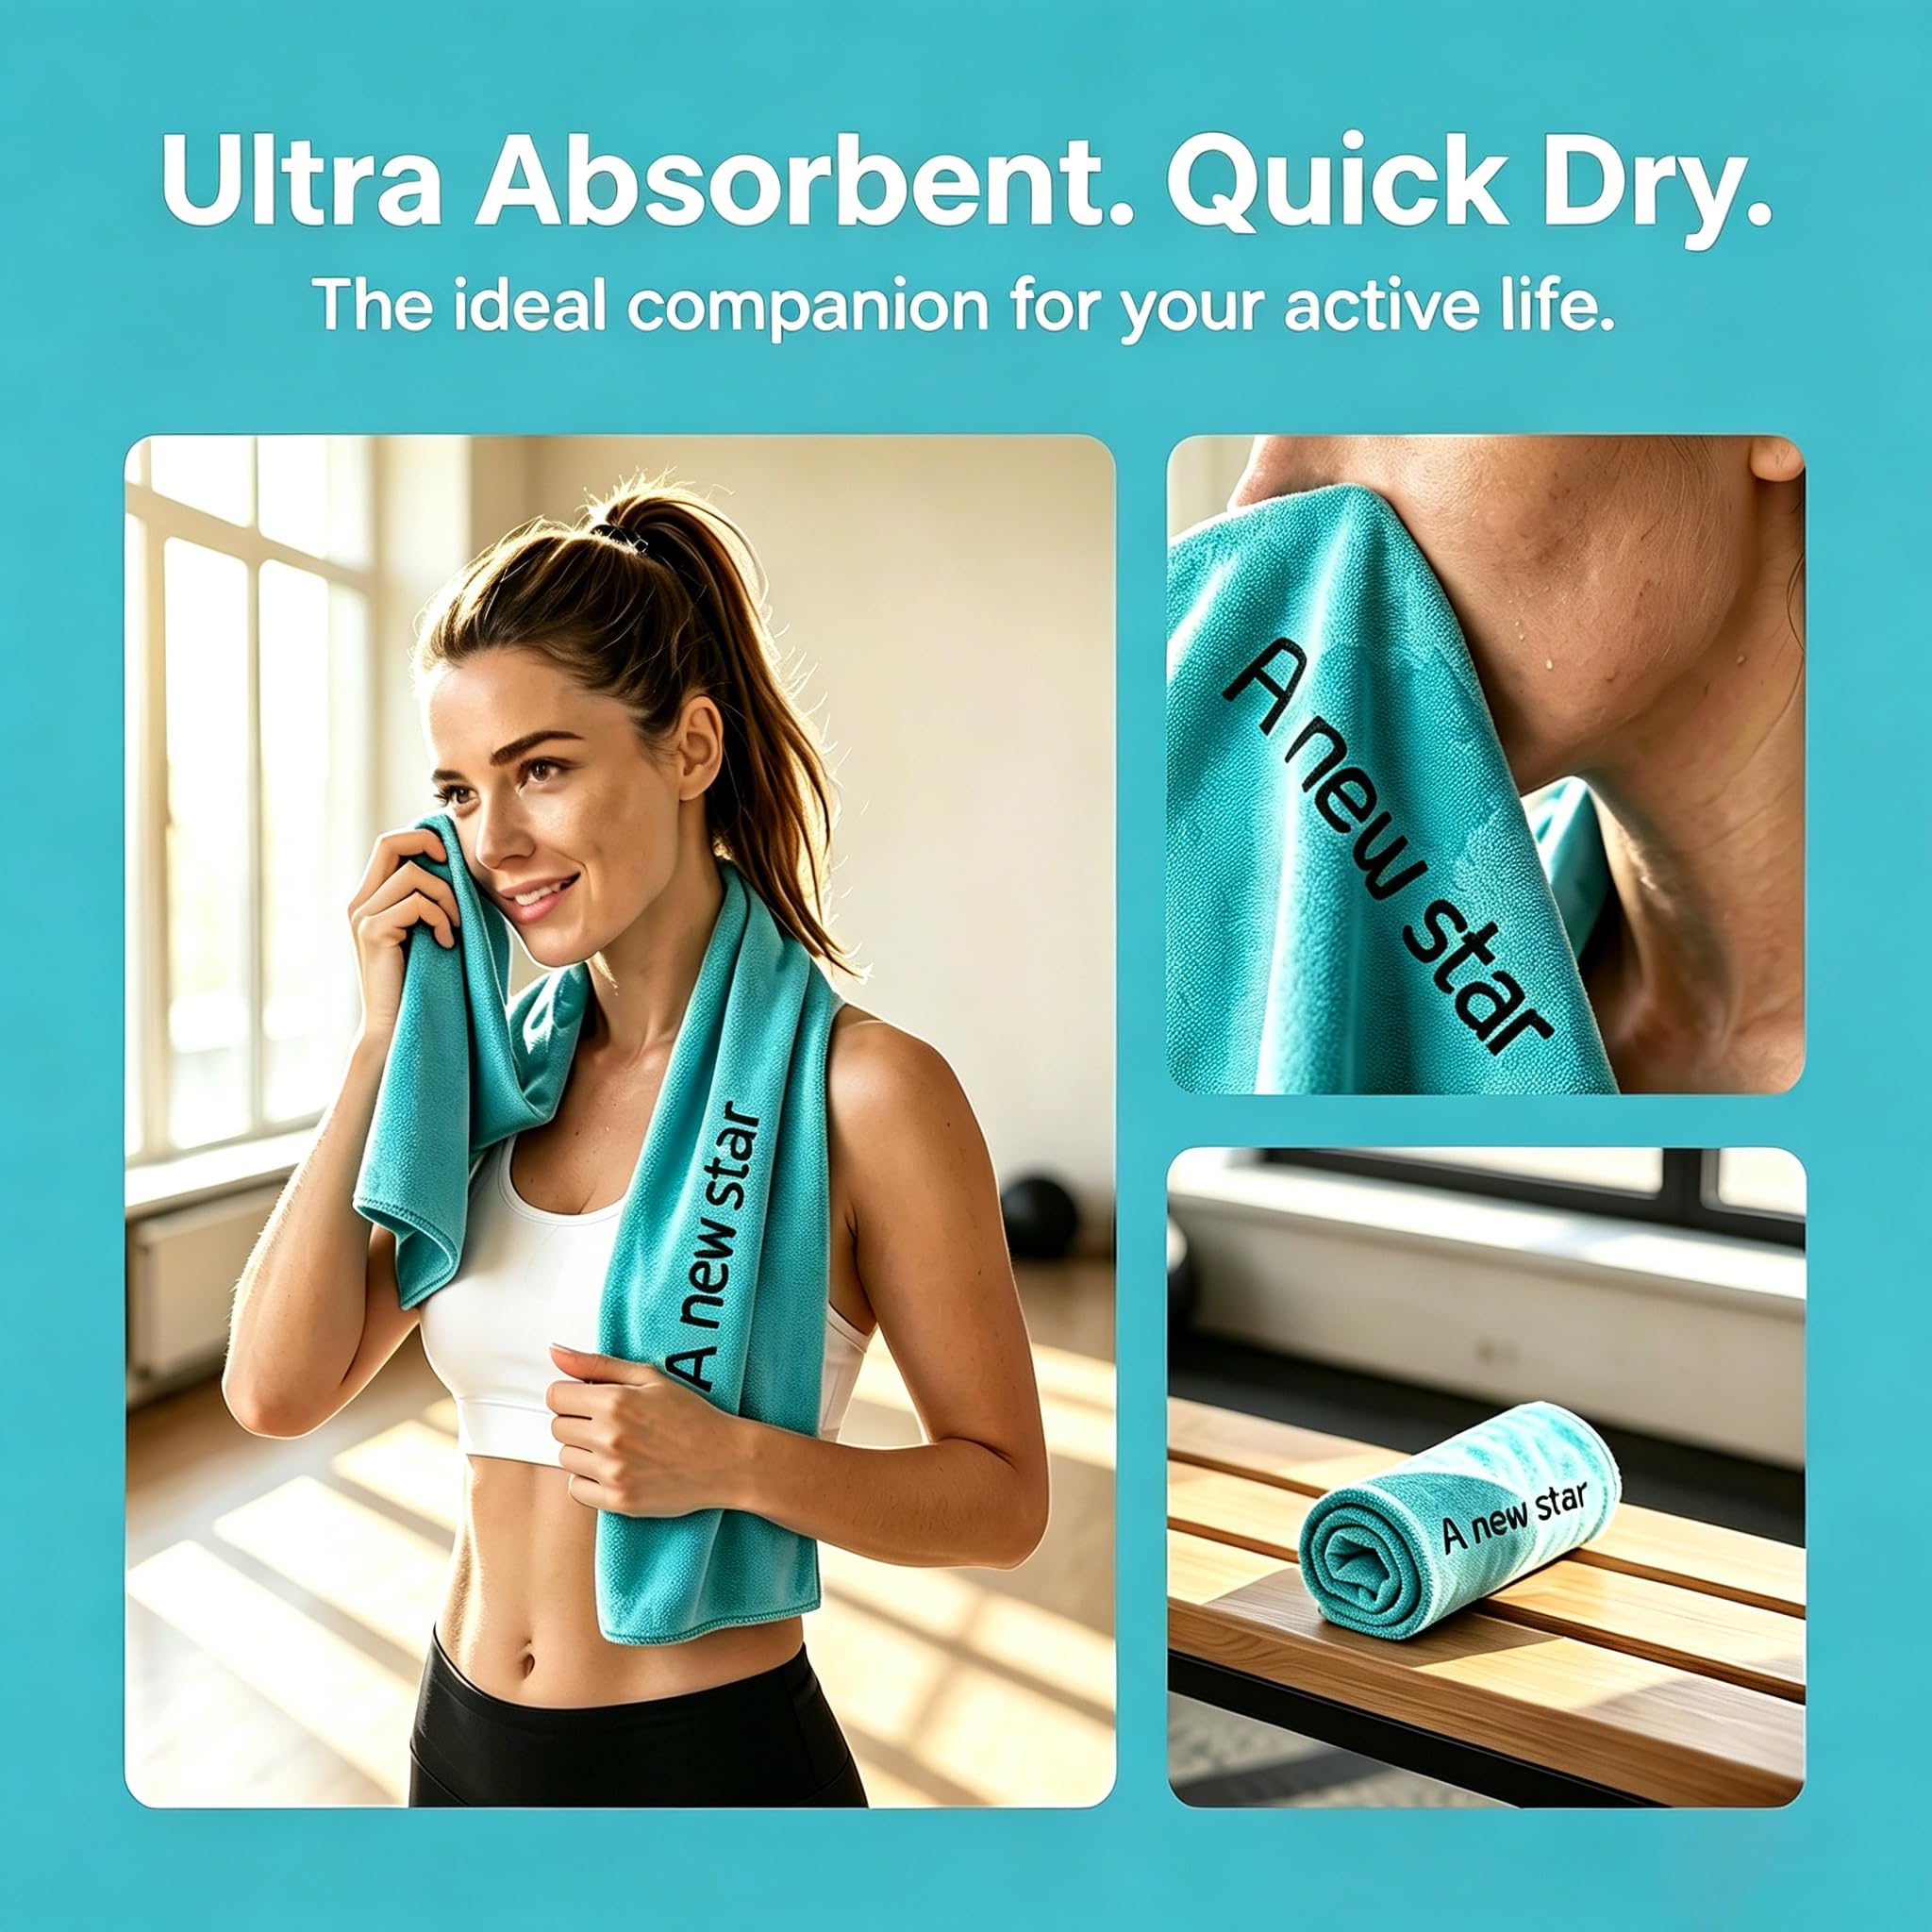 Ultra Absorbent. Quick Dry.
The ideal companion for your active life.
A new star
A new star
A new star